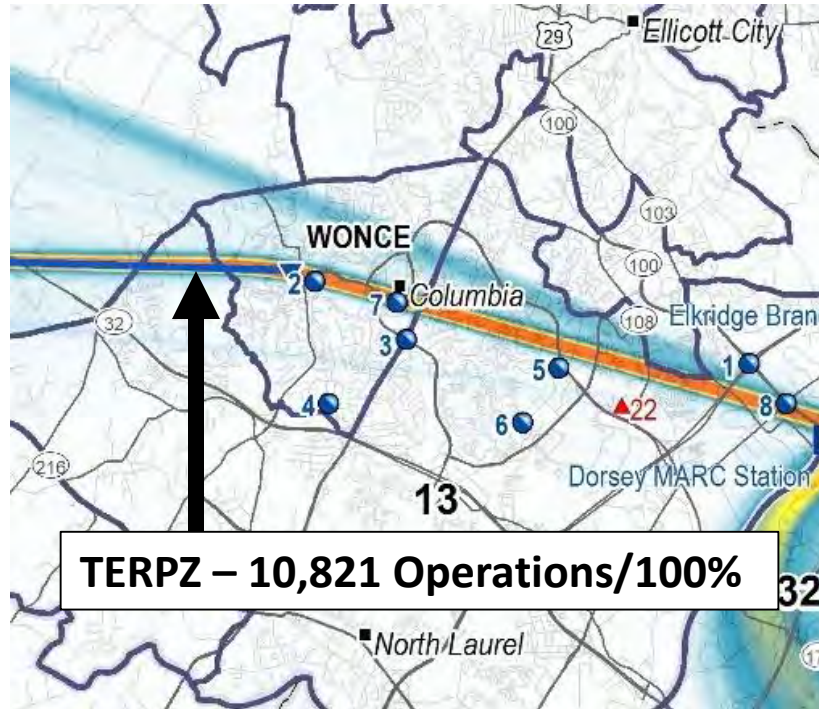 Ellicott City
29
100
103
WONCE
100
2
7
Columbia
32
108
Elkridge Bran
3
1
5
4
22
8
6
216
Dorsey MARC Station
13
TERPZ – 10,821 Operations/100%
32
North Laurel